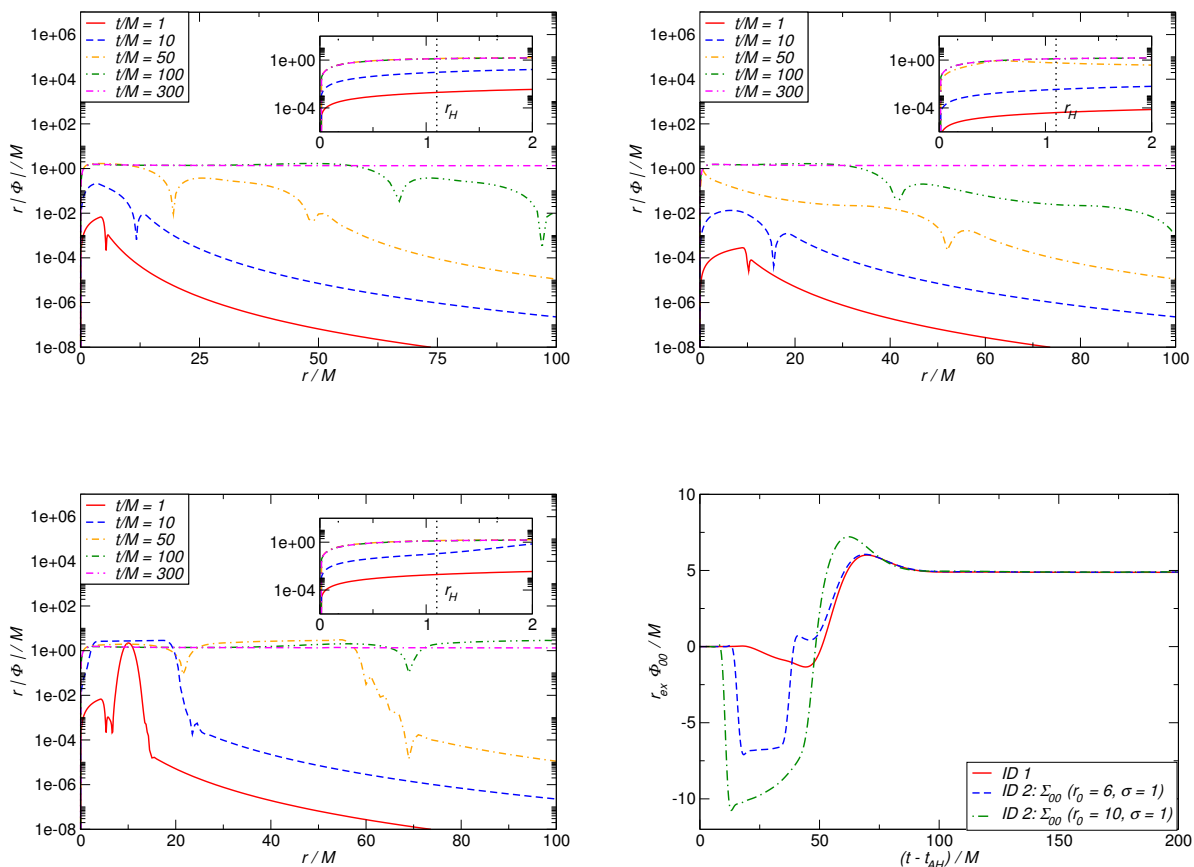 1e+06
1e+04
1e+02
1e+00
1e-02
1e-04
1e-06
1e-08
r | Φ | / M
t/M = 1
t/M = 10
t/M = 50
t/M = 100
t/M = 300
1e+00
1e-04
r_H
0 1 2
0 25 50 75 100
r / M
1e+06
1e+04
1e+02
1e+00
1e-02
1e-04
1e-06
1e-08
r | Φ | / M
t/M = 1
t/M = 10
t/M = 50
t/M = 100
t/M = 300
1e+00
1e-04
r_H
0 1 2
0 20 40 60 80 100
r / M
1e+06
1e+04
1e+02
1e+00
1e-02
1e-04
1e-06
1e-08
r | Φ | / M
t/M = 1
t/M = 10
t/M = 50
t/M = 100
t/M = 300
1e+00
1e-04
r_H
0 1 2
0 20 40 60 80 100
r / M
10
5
0
-5
-10
r_ex Φ_00 / M
ID 1
ID 2: Σ_00 (r_0 = 6, σ = 1)
ID 2: Σ_00 (r_0 = 10, σ = 1)
0 50 100 150 200
(t - t_AH) / M